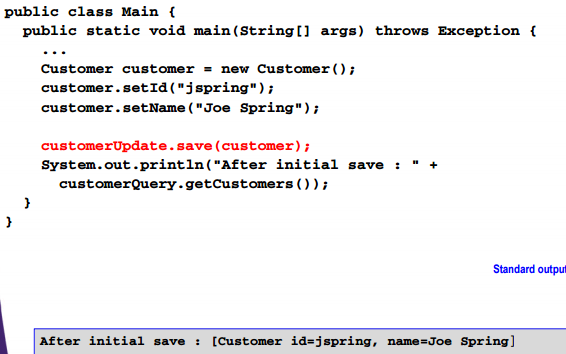 public class Main {
public static void main(String[] args) throws Exception {
...
Customer customer = new Customer();
customer.setId("jspring");
customer.setName("Joe Spring");
customerUpdate.save(customer);
System.out.println("After initial save : " +
customerQuery.getCustomers());
}
}
Standard output
After initial save : [Customer id=jspring, name=Joe Spring]